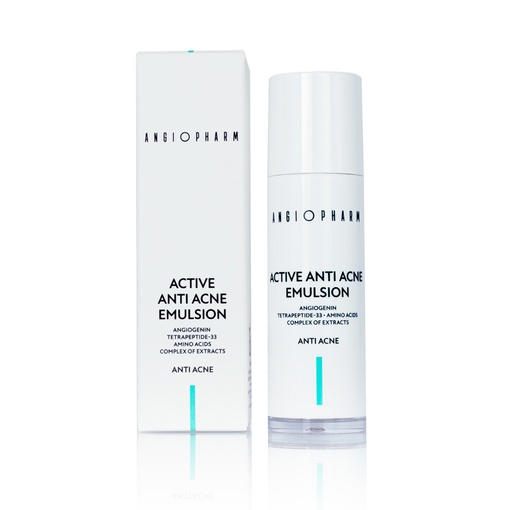 ANGIOPHARM
ACTIVE
ANTI ACNE
EMULSION
ANGIOGENIN
TETRAPEPTIDE-33
AMINO ACIDS
COMPLEX OF EXTRACTS
ANTI ACNE
ANGIOPHARM
ACTIVE ANTI ACNE
EMULSION
ANGIOGENIN
TETRAPEPTIDE-33 • AMINO ACIDS
COMPLEX OF EXTRACTS
ANTI ACNE